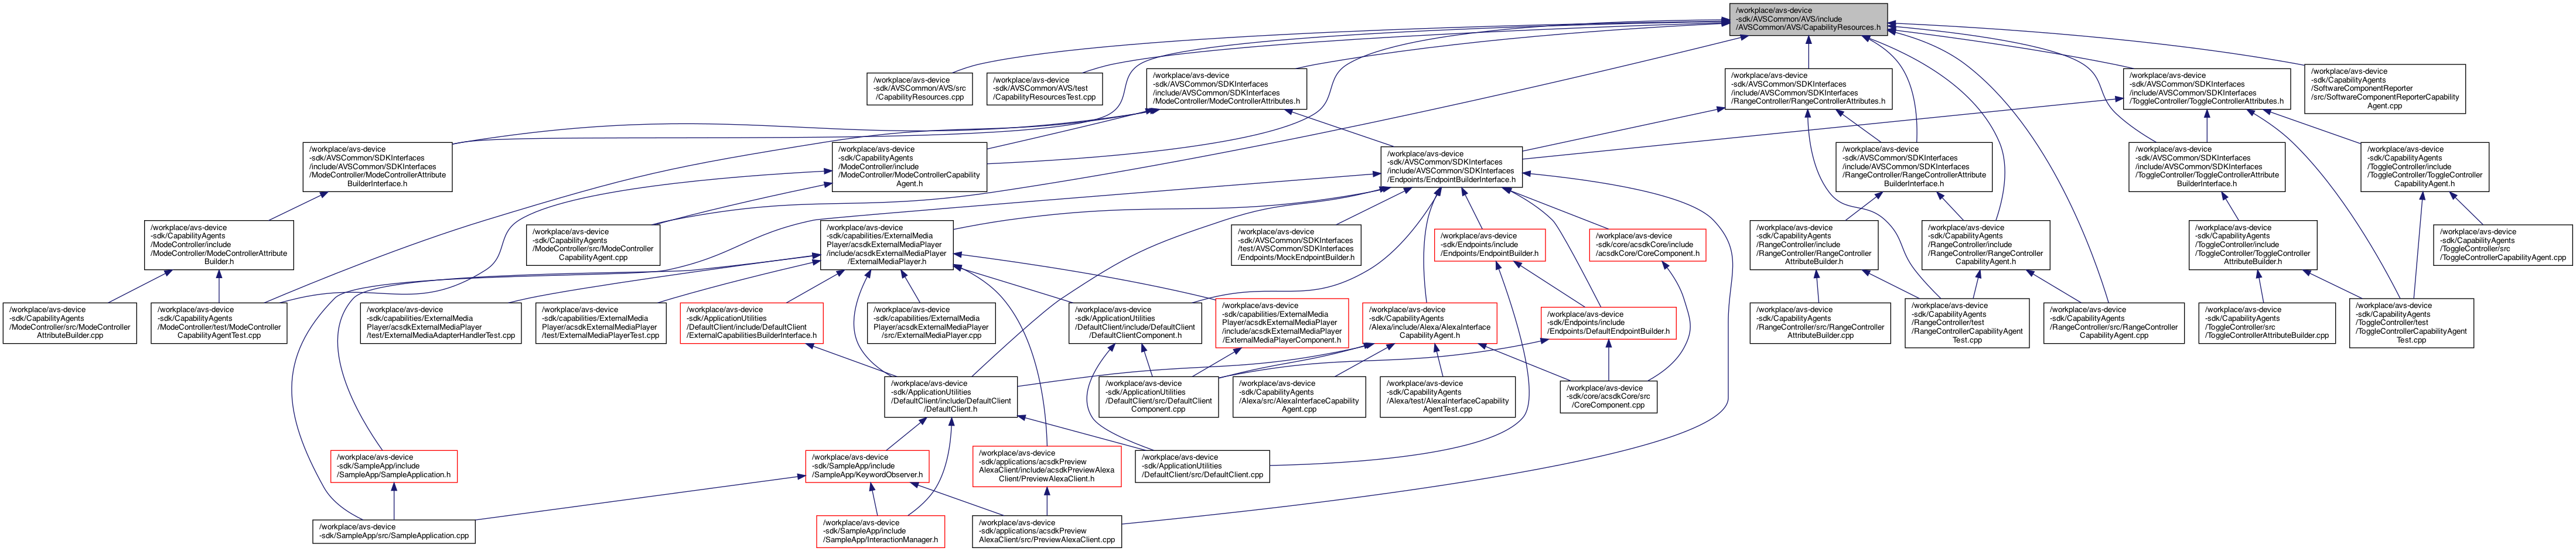 /workplace/avs-device
-sdk/AVSCommon/AVS/include
/AVSCommon/AVS/CapabilityResources.h
/workplace/avs-device
-sdk/AVSCommon/AVS/src
/CapabilityResources.cpp
/workplace/avs-device
-sdk/AVSCommon/AVS/test
/CapabilityResourcesTest.cpp
/workplace/avs-device
-sdk/AVSCommon/SDKInterfaces
/include/AVSCommon/SDKInterfaces
/ModeController/ModeControllerAttributes.h
/workplace/avs-device
-sdk/AVSCommon/SDKInterfaces
/include/AVSCommon/SDKInterfaces
/RangeController/RangeControllerAttributes.h
/workplace/avs-device
-sdk/AVSCommon/SDKInterfaces
/include/AVSCommon/SDKInterfaces
/ToggleController/ToggleControllerAttributes.h
/workplace/avs-device
-sdk/CapabilityAgents
/SoftwareComponentReporter
/src/SoftwareComponentReporterCapability
Agent.cpp
/workplace/avs-device
-sdk/AVSCommon/SDKInterfaces
/include/AVSCommon/SDKInterfaces
/ModeController/ModeControllerAttribute
BuilderInterface.h
/workplace/avs-device
-sdk/CapabilityAgents
/ModeController/include
/ModeController/ModeControllerCapability
Agent.h
/workplace/avs-device
-sdk/AVSCommon/SDKInterfaces
/include/AVSCommon/SDKInterfaces
/Endpoints/EndpointBuilderInterface.h
/workplace/avs-device
-sdk/AVSCommon/SDKInterfaces
/include/AVSCommon/SDKInterfaces
/RangeController/RangeControllerAttribute
BuilderInterface.h
/workplace/avs-device
-sdk/AVSCommon/SDKInterfaces
/include/AVSCommon/SDKInterfaces
/ToggleController/ToggleControllerAttribute
BuilderInterface.h
/workplace/avs-device
-sdk/CapabilityAgents
/ToggleController/include
/ToggleController/ToggleController
CapabilityAgent.h
/workplace/avs-device
-sdk/CapabilityAgents
/ModeController/include
/ModeController/ModeControllerAttribute
Builder.h
/workplace/avs-device
-sdk/CapabilityAgents
/ModeController/src/ModeController
CapabilityAgent.cpp
/workplace/avs-device
-sdk/capabilities/ExternalMedia
Player/acsdkExternalMediaPlayer
/include/acsdkExternalMediaPlayer
/ExternalMediaPlayer.h
/workplace/avs-device
-sdk/AVSCommon/SDKInterfaces
/test/AVSCommon/SDKInterfaces
/Endpoints/MockEndpointBuilder.h
/workplace/avs-device
-sdk/Endpoints/include
/Endpoints/EndpointBuilder.h
/workplace/avs-device
-sdk/core/acsdkCore/include
/acsdkCore/CoreComponent.h
/workplace/avs-device
-sdk/CapabilityAgents
/RangeController/include
/RangeController/RangeController
AttributeBuilder.h
/workplace/avs-device
-sdk/CapabilityAgents
/RangeController/include
/RangeController/RangeController
CapabilityAgent.h
/workplace/avs-device
-sdk/CapabilityAgents
/ToggleController/include
/ToggleController/ToggleController
AttributeBuilder.h
/workplace/avs-device
-sdk/CapabilityAgents
/ToggleController/src
/ToggleControllerCapabilityAgent.cpp
/workplace/avs-device
-sdk/CapabilityAgents
/ModeController/src/ModeController
AttributeBuilder.cpp
/workplace/avs-device
-sdk/CapabilityAgents
/ModeController/test/ModeController
CapabilityAgentTest.cpp
/workplace/avs-device
-sdk/capabilities/ExternalMedia
Player/acsdkExternalMediaPlayer
/test/ExternalMediaAdapterHandlerTest.cpp
/workplace/avs-device
-sdk/capabilities/ExternalMedia
Player/acsdkExternalMediaPlayer
/test/ExternalMediaPlayerTest.cpp
/workplace/avs-device
-sdk/ApplicationUtilities
/DefaultClient/include/DefaultClient
/ExternalCapabilitiesBuilderInterface.h
/workplace/avs-device
-sdk/capabilities/ExternalMedia
Player/acsdkExternalMediaPlayer
/src/ExternalMediaPlayer.cpp
/workplace/avs-device
-sdk/ApplicationUtilities
/DefaultClient/include/DefaultClient
/DefaultClientComponent.h
/workplace/avs-device
-sdk/capabilities/ExternalMedia
Player/acsdkExternalMediaPlayer
/include/acsdkExternalMediaPlayer
/ExternalMediaPlayerComponent.h
/workplace/avs-device
-sdk/CapabilityAgents
/Alexa/include/Alexa/AlexaInterface
CapabilityAgent.h
/workplace/avs-device
-sdk/Endpoints/include
/Endpoints/DefaultEndpointBuilder.h
/workplace/avs-device
-sdk/CapabilityAgents
/RangeController/src/RangeController
AttributeBuilder.cpp
/workplace/avs-device
-sdk/CapabilityAgents
/RangeController/test
/RangeControllerCapabilityAgent
Test.cpp
/workplace/avs-device
-sdk/CapabilityAgents
/RangeController/src/RangeController
CapabilityAgent.cpp
/workplace/avs-device
-sdk/CapabilityAgents
/ToggleController/src
/ToggleControllerAttributeBuilder.cpp
/workplace/avs-device
-sdk/CapabilityAgents
/ToggleController/test
/ToggleControllerCapabilityAgent
Test.cpp
/workplace/avs-device
-sdk/ApplicationUtilities
/DefaultClient/include/DefaultClient
/DefaultClient.h
/workplace/avs-device
-sdk/ApplicationUtilities
/DefaultClient/src/DefaultClient
Component.cpp
/workplace/avs-device
-sdk/CapabilityAgents
/Alexa/src/AlexaInterfaceCapability
Agent.cpp
/workplace/avs-device
-sdk/CapabilityAgents
/Alexa/test/AlexaInterfaceCapability
AgentTest.cpp
/workplace/avs-device
-sdk/core/acsdkCore/src
/CoreComponent.cpp
/workplace/avs-device
-sdk/SampleApp/include
/SampleApp/SampleApplication.h
/workplace/avs-device
-sdk/SampleApp/include
/SampleApp/KeywordObserver.h
/workplace/avs-device
-sdk/applications/acsdkPreview
AlexaClient/include/acsdkPreviewAlexa
Client/PreviewAlexaClient.h
/workplace/avs-device
-sdk/ApplicationUtilities
/DefaultClient/src/DefaultClient.cpp
/workplace/avs-device
-sdk/SampleApp/src/SampleApplication.cpp
/workplace/avs-device
-sdk/SampleApp/include
/SampleApp/InteractionManager.h
/workplace/avs-device
-sdk/applications/acsdkPreview
AlexaClient/src/PreviewAlexaClient.cpp